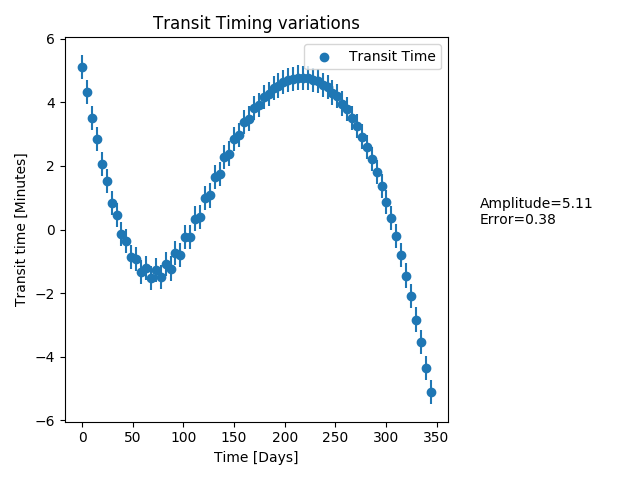 Transit Timing variations
Transit Time
Transit time [Minutes]
6
4
2
0
−2
−4
−6
0 50 100 150 200 250 300 350
Time [Days]
Amplitude=5.11
Error=0.38